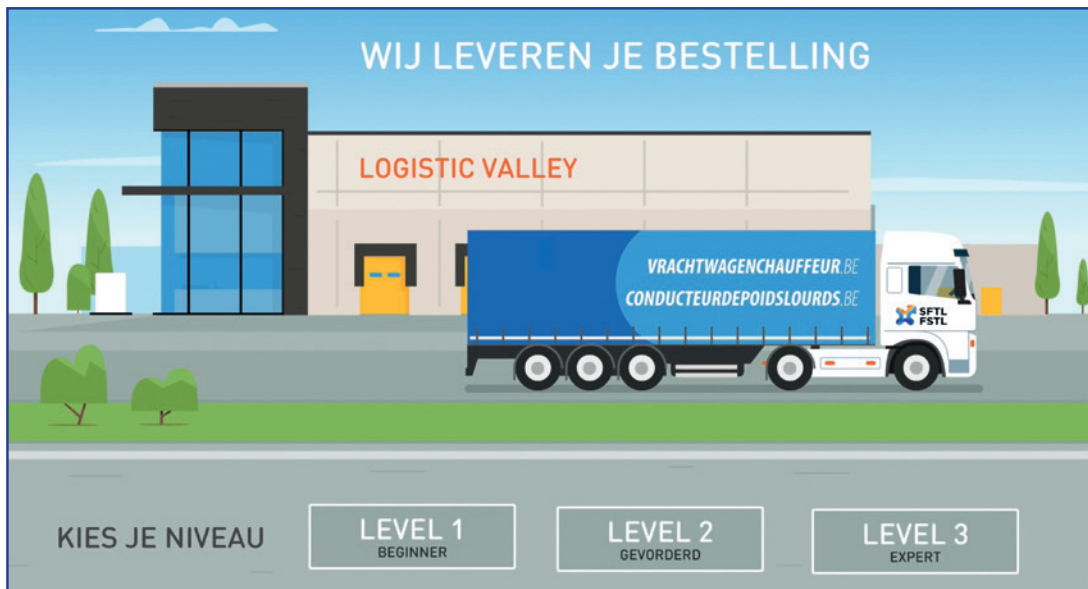 WIJ LEVEREN JE BESTELLING
LOGISTIC VALLEY
VRACHTWAGENCHAUFFEUR.BE
CONDUCTEURDEPOIDSLOURDS.BE
SFTL
FSTL
KIES JE NIVEAU
LEVEL 1
BEGINNER
LEVEL 2
GEVORDERD
LEVEL 3
EXPERT